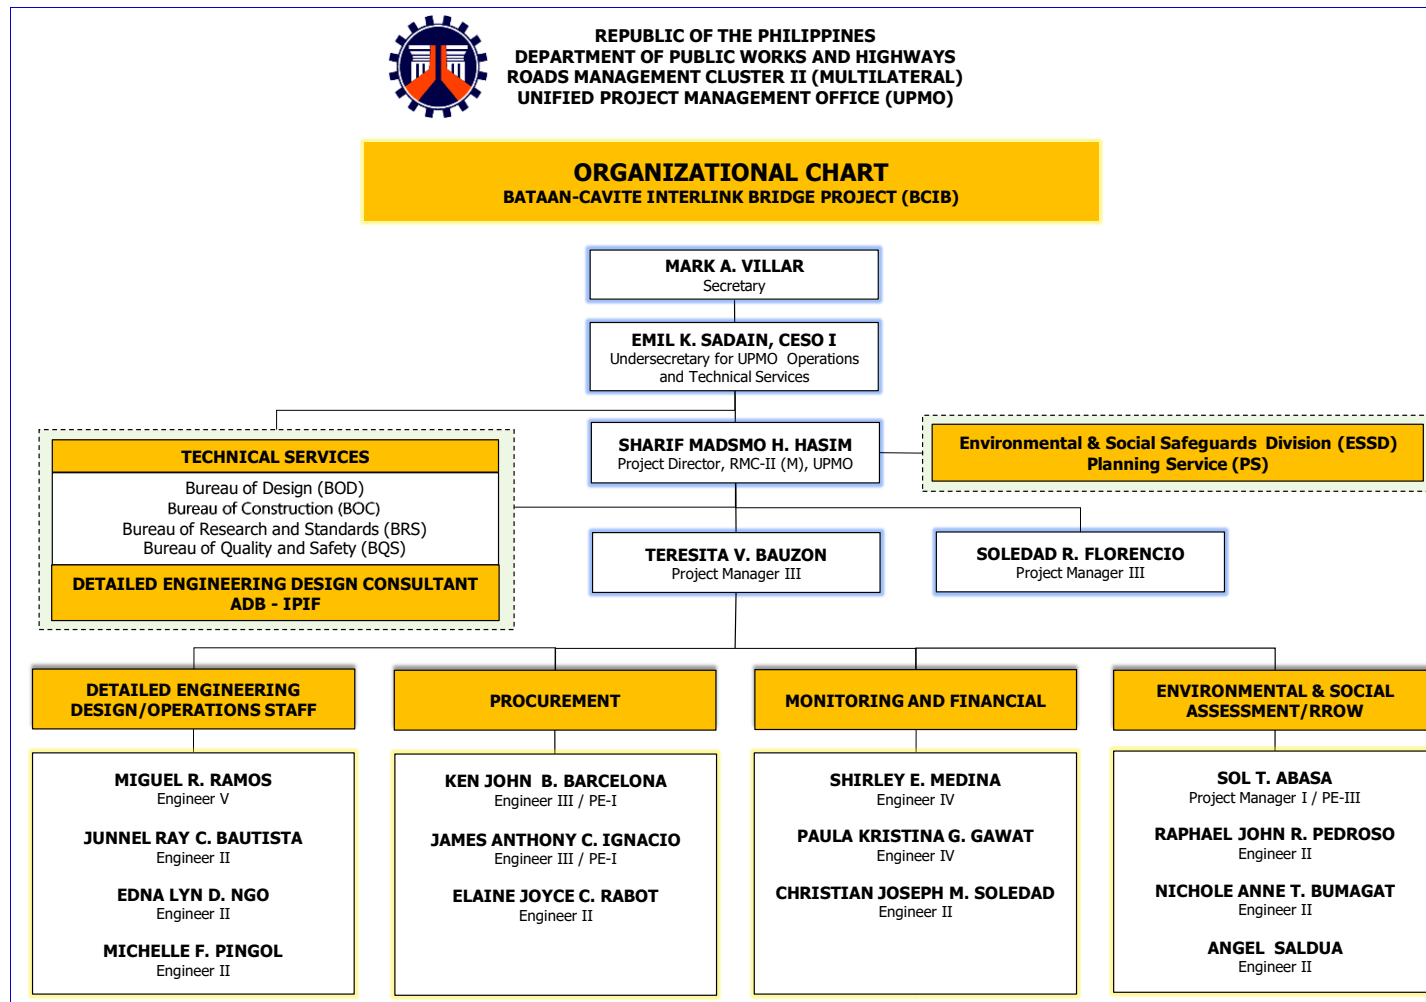 REPUBLIC OF THE PHILIPPINES
DEPARTMENT OF PUBLIC WORKS AND HIGHWAYS
ROADS MANAGEMENT CLUSTER II (MULTILATERAL)
UNIFIED PROJECT MANAGEMENT OFFICE (UPMO)
ORGANIZATIONAL CHART
BATAAN-CAVITE INTERLINK BRIDGE PROJECT (BCIB)
MARK A. VILLAR
Secretary
EMIL K. SADAIN, CESO I
Undersecretary for UPMO Operations
and Technical Services
SHARIF MADSMO H. HASIM
Project Director, RMC-II (M), UPMO
Environmental & Social Safeguards Division (ESSD)
Planning Service (PS)
TECHNICAL SERVICES
Bureau of Design (BOD)
Bureau of Construction (BOC)
Bureau of Research and Standards (BRS)
Bureau of Quality and Safety (BQS)
DETAILED ENGINEERING DESIGN CONSULTANT
ADB - IPIF
TERESITA V. BAUZON
Project Manager III
SOLEDAD R. FLORENCIO
Project Manager III
DETAILED ENGINEERING
DESIGN/OPERATIONS STAFF
MIGUEL R. RAMOS
Engineer V
JUNNEL RAY C. BAUTISTA
Engineer II
EDNA LYN D. NGO
Engineer II
MICHELLE F. PINGOL
Engineer II
PROCUREMENT
KEN JOHN B. BARCELONA
Engineer III / PE-I
JAMES ANTHONY C. IGNACIO
Engineer III / PE-I
ELAINE JOYCE C. RABOT
Engineer II
MONITORING AND FINANCIAL
SHIRLEY E. MEDINA
Engineer IV
PAULA KRISTINA G. GAWAT
Engineer IV
CHRISTIAN JOSEPH M. SOLEDAD
Engineer II
ENVIRONMENTAL & SOCIAL
ASSESSMENT/RROW
SOL T. ABASA
Project Manager I / PE-III
RAPHAEL JOHN R. PEDROSO
Engineer II
NICHOLE ANNE T. BUMAGAT
Engineer II
ANGEL SALDUA
Engineer II